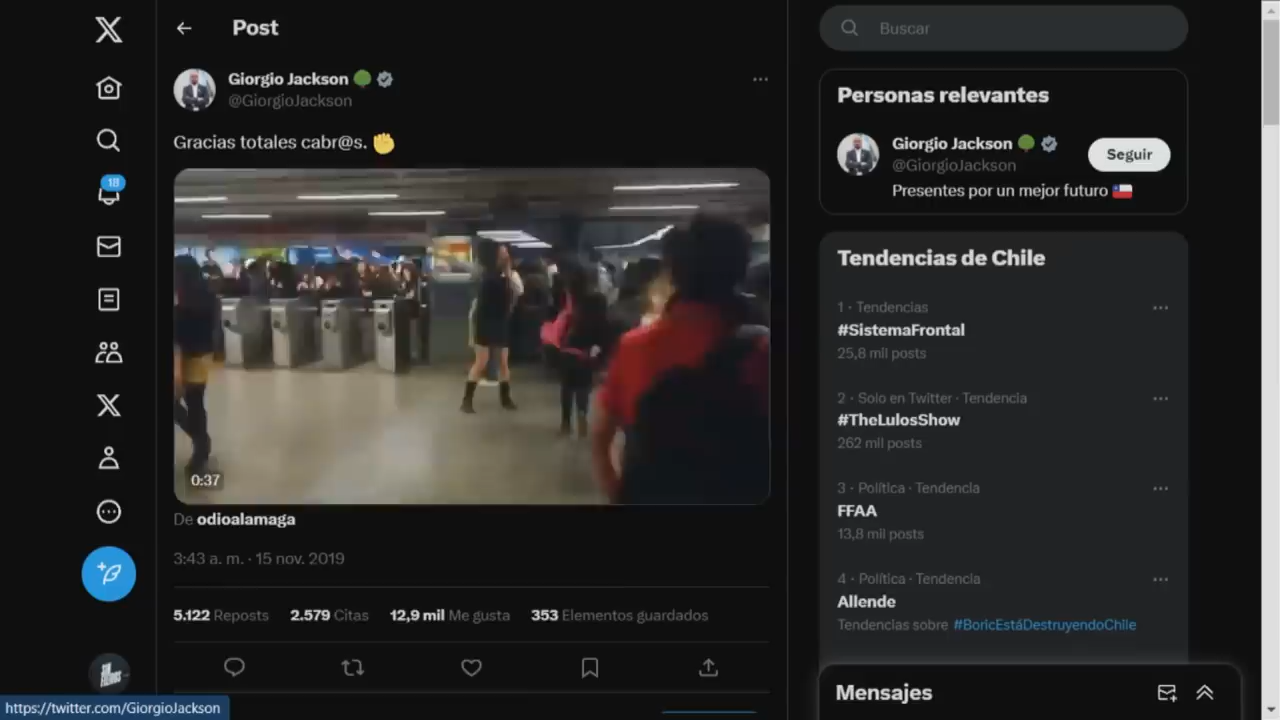 Post
Giorgio Jackson
@GiorgioJackson
Gracias totales cabr@s. ✊
0:37
De odioalamaga
3:43 a. m. · 15 nov. 2019
5.122 Reposts 2.579 Citas 12,9 mil Me gusta 353 Elementos guardados
18
https://twitter.com/GiorgioJackson
Buscar
Personas relevantes
Giorgio Jackson
@GiorgioJackson
Seguir
Presentes por un mejor futuro 🇨🇱
Tendencias de Chile
1 · Tendencias
#SistemaFrontal
25,8 mil posts
2 · Solo en Twitter · Tendencia
#TheLulosShow
262 mil posts
3 · Política · Tendencia
FFAA
13,8 mil posts
4 · Política · Tendencia
Allende
Tendencias sobre #BoricEstáDestruyendoChile
Mensajes